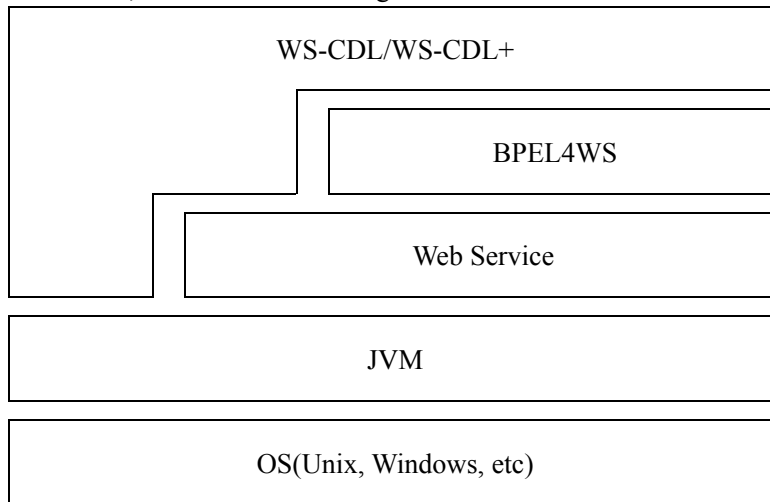 WS-CDL/WS-CDL+
BPEL4WS
Web Service
JVM
OS(Unix, Windows, etc)